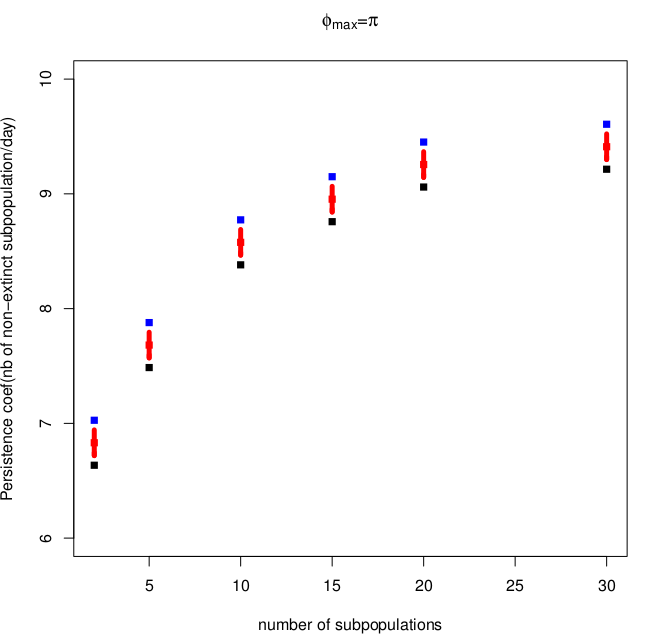 ϕmax=π
10
9
8
7
6
Persistence coef(nb of non−extinct subpopulation/day)
5 10 15 20 25 30
number of subpopulations